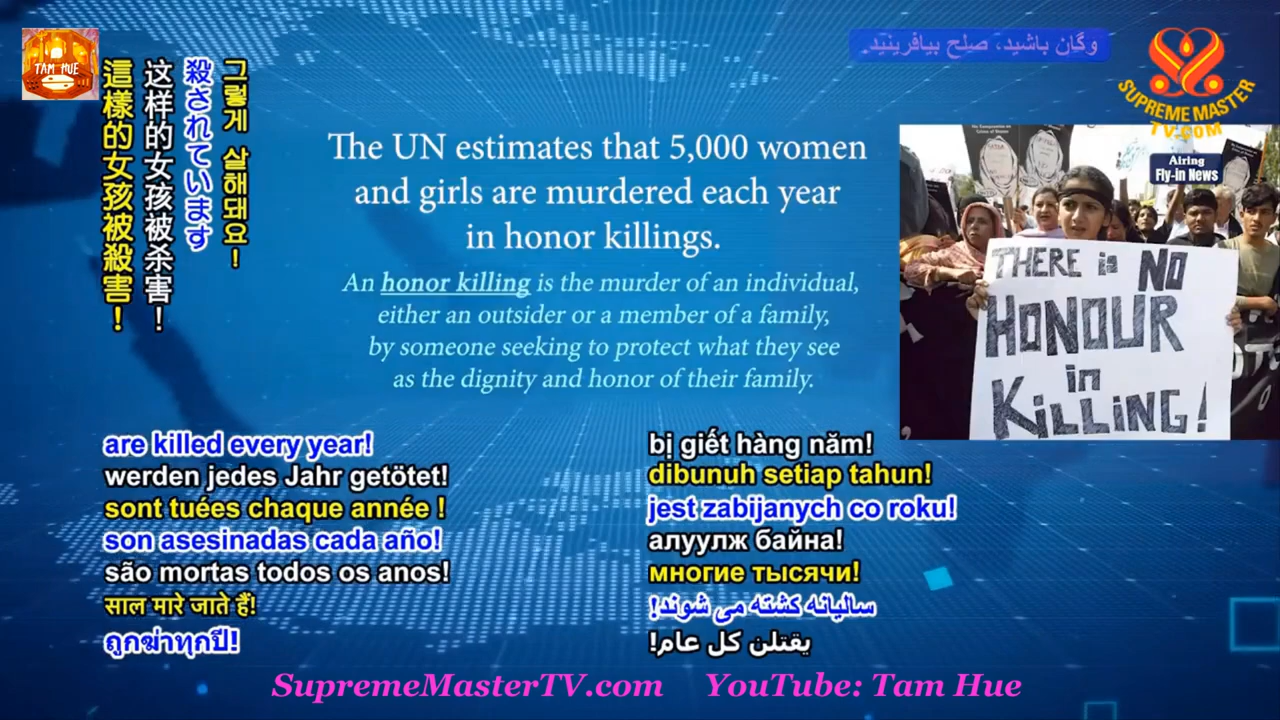 TAM HUE
وگان باشید، صلح بیافرینید
SUPREME MASTER
TV.COM
Airing
Fly-in News
그렇게 살해돼요!
殺されています
这样的女孩被杀害！
這樣的女孩被殺害！
The UN estimates that 5,000 women
and girls are murdered each year
in honor killings.
An honor killing is the murder of an individual,
either an outsider or a member of a family,
by someone seeking to protect what they see
as the dignity and honor of their family.
THERE is NO
HONOUR
in
KiLLiNG!
are killed every year!
werden jedes Jahr getötet!
sont tuées chaque année !
son asesinadas cada año!
são mortas todos os anos!
साल मारे जाते हैं!
ถูกฆ่าทุกปี!
bị giết hàng năm!
dibunuh setiap tahun!
jest zabijanych co roku!
алуулж байна!
многие тысячи!
سالیانه کشته می شوند!
يقتلن كل عام!
SupremeMasterTV.com YouTube: Tam Hue